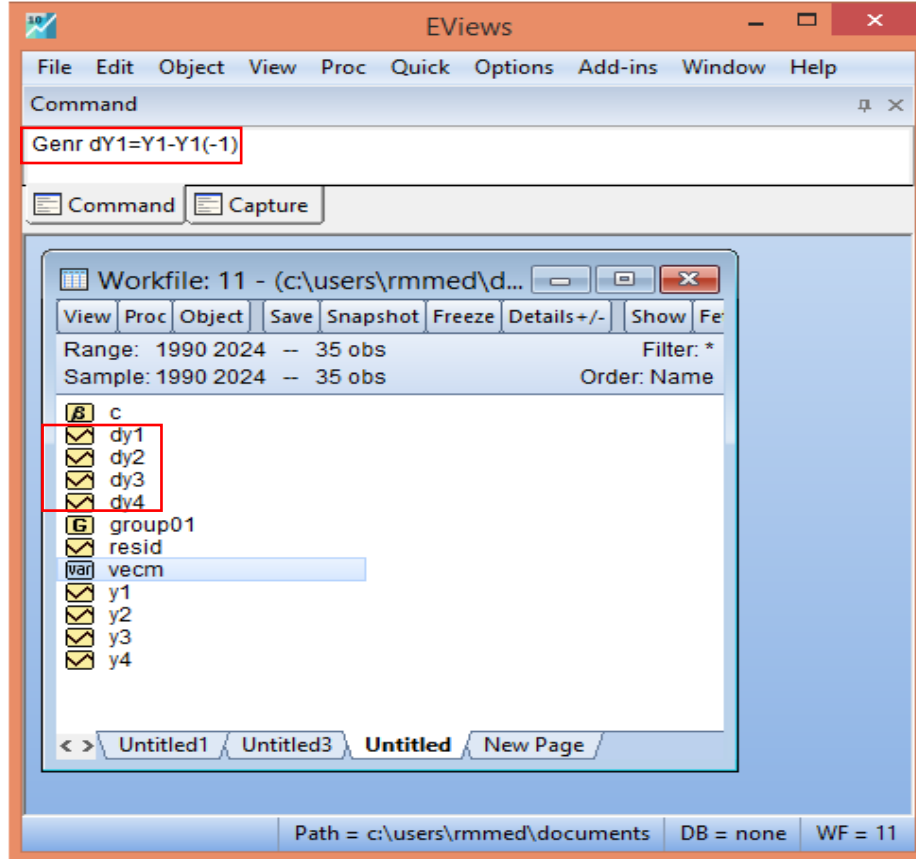 10
EViews
File Edit Object View Proc Quick Options Add-ins Window Help
Command
Genr dY1=Y1-Y1(-1)
Command Capture
Workfile: 11 - (c:\users\rmmed\d...
View Proc Object Save Snapshot Freeze Details+/- Show Fe
Range: 1990 2024 -- 35 obs Filter: *
Sample: 1990 2024 -- 35 obs Order: Name
β c
dy1
dy2
dy3
dy4
G group01
resid
var vecm
y1
y2
y3
y4
< > Untitled1 Untitled3 Untitled New Page
Path = c:\users\rmmed\documents DB = none WF = 11